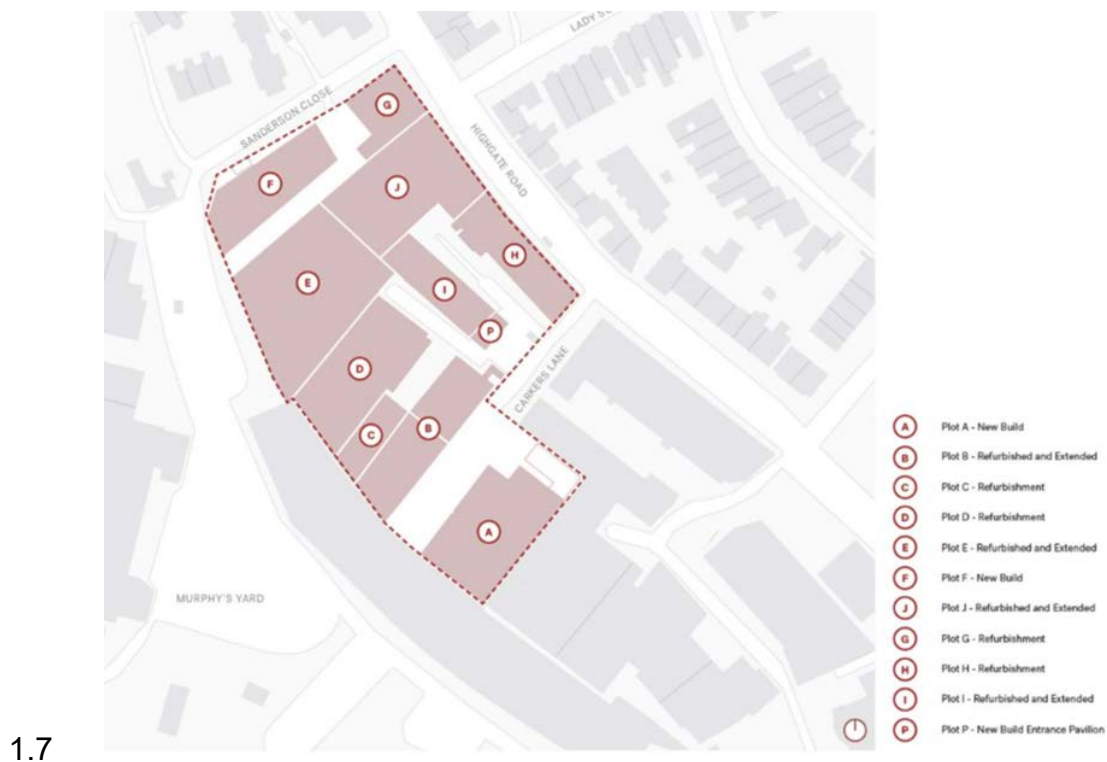 LADY SO
SANDERSON CLOSE
G
HIGHGATE ROAD
F
J
H
E
I
P
D
CARKERS LANE
B
C
A
MURPHY'S YARD
A Plot A - New Build
B Plot B - Refurbished and Extended
C Plot C - Refurbishment
D Plot D - Refurbishment
E Plot E - Refurbished and Extended
F Plot F - New Build
J Plot J - Refurbished and Extended
G Plot G - Refurbishment
H Plot H - Refurbishment
I Plot I - Refurbished and Extended
P Plot P - New Build Entrance Pavilion
1.7